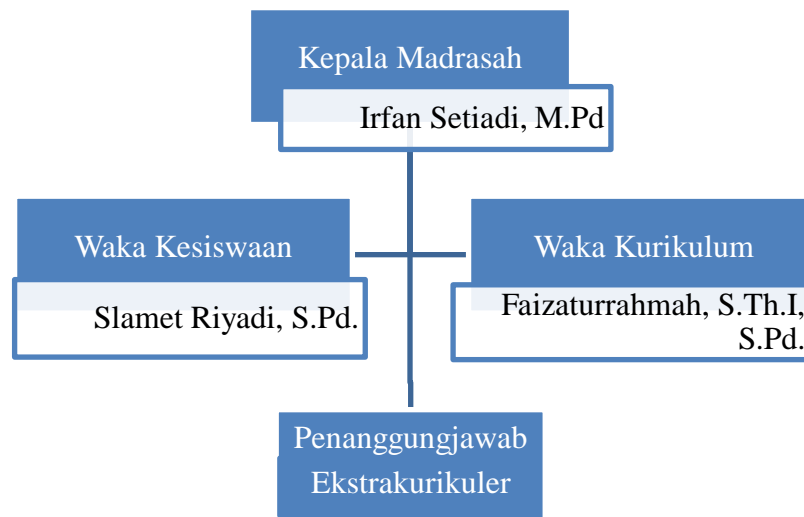 Kepala Madrasah
Irfan Setiadi, M.Pd
Waka Kesiswaan
Slamet Riyadi, S.Pd.
Waka Kurikulum
Faizaturrahmah, S.Th.I,
S.Pd.
Penanggungjawab
Ekstrakurikuler